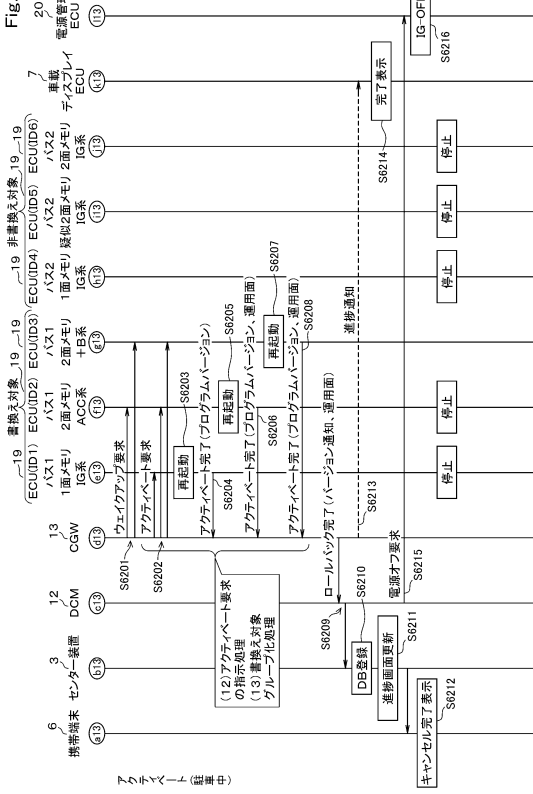 Fig.
6
携帯端末
a13
3
センター装置
b13
12
DCM
c13
13
CGW
d13
書換え対象
19
ECU(ID1)
バス1
1面メモリ
IG系
e13
19
ECU(ID2)
バス1
2面メモリ
ACC系
f13
19
ECU(ID3)
バス1
2面メモリ
+B系
g13
非書換え対象
19
ECU(ID4)
バス2
1面メモリ
IG系
h13
19
ECU(ID5)
バス2
疑似2面メモリ
IG系
i13
19
ECU(ID6)
バス2
2面メモリ
IG系
j13
7
車載
ディスプレイ
ECU
k13
20
電源管理
ECU
l13
アクティベート(駐車中)
ウェイクアップ要求
S6201
アクティベート要求
S6202
再起動
S6203
アクティベート完了(プログラムバージョン)
S6204
再起動
S6205
アクティベート完了(プログラムバージョン、運用面)
S6206
再起動
S6207
アクティベート完了(プログラムバージョン、運用面)
S6208
(12)アクティベート要求
の指示処理
(13)書換え対象
グループ化処理
ロールバック完了(バージョン通知、運用面)
S6209
DB登録
S6210
進捗画面更新
S6211
キャンセル完了表示
S6212
進捗通知
S6213
完了表示
S6214
電源オフ要求
S6215
IG-OFF
S6216
停止
停止
停止
停止
停止